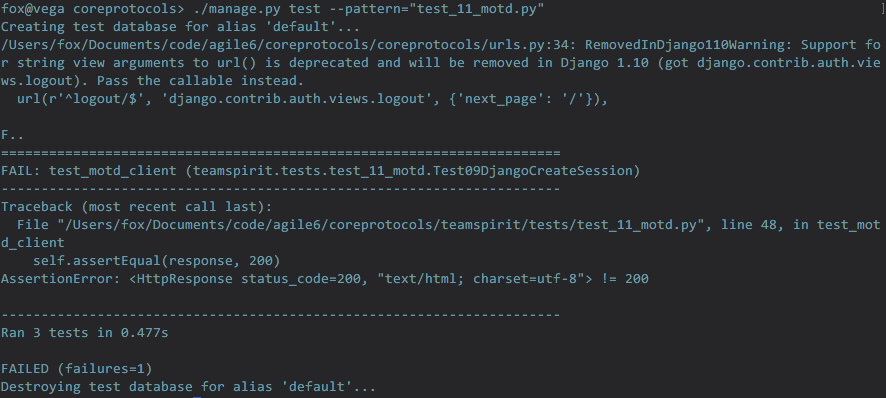 fox@vega coreprotocols> ./manage.py test --pattern="test_11_motd.py"
Creating test database for alias 'default'...
/Users/fox/Documents/code/agile6/coreprotocols/coreprotocols/urls.py:34: RemovedInDjango110Warning: Support fo
r string view arguments to url() is deprecated and will be removed in Django 1.10 (got django.contrib.auth.vie
ws.logout). Pass the callable instead.
  url(r'^logout/$', 'django.contrib.auth.views.logout', {'next_page': '/'}),

F..
======================================================================
FAIL: test_motd_client (teamspirit.tests.test_11_motd.Test09DjangoCreateSession)
----------------------------------------------------------------------
Traceback (most recent call last):
  File "/Users/fox/Documents/code/agile6/coreprotocols/teamspirit/tests/test_11_motd.py", line 48, in test_mot
d_client
    self.assertEqual(response, 200)
AssertionError: <HttpResponse status_code=200, "text/html; charset=utf-8"> != 200

----------------------------------------------------------------------
Ran 3 tests in 0.477s

FAILED (failures=1)
Destroying test database for alias 'default'...